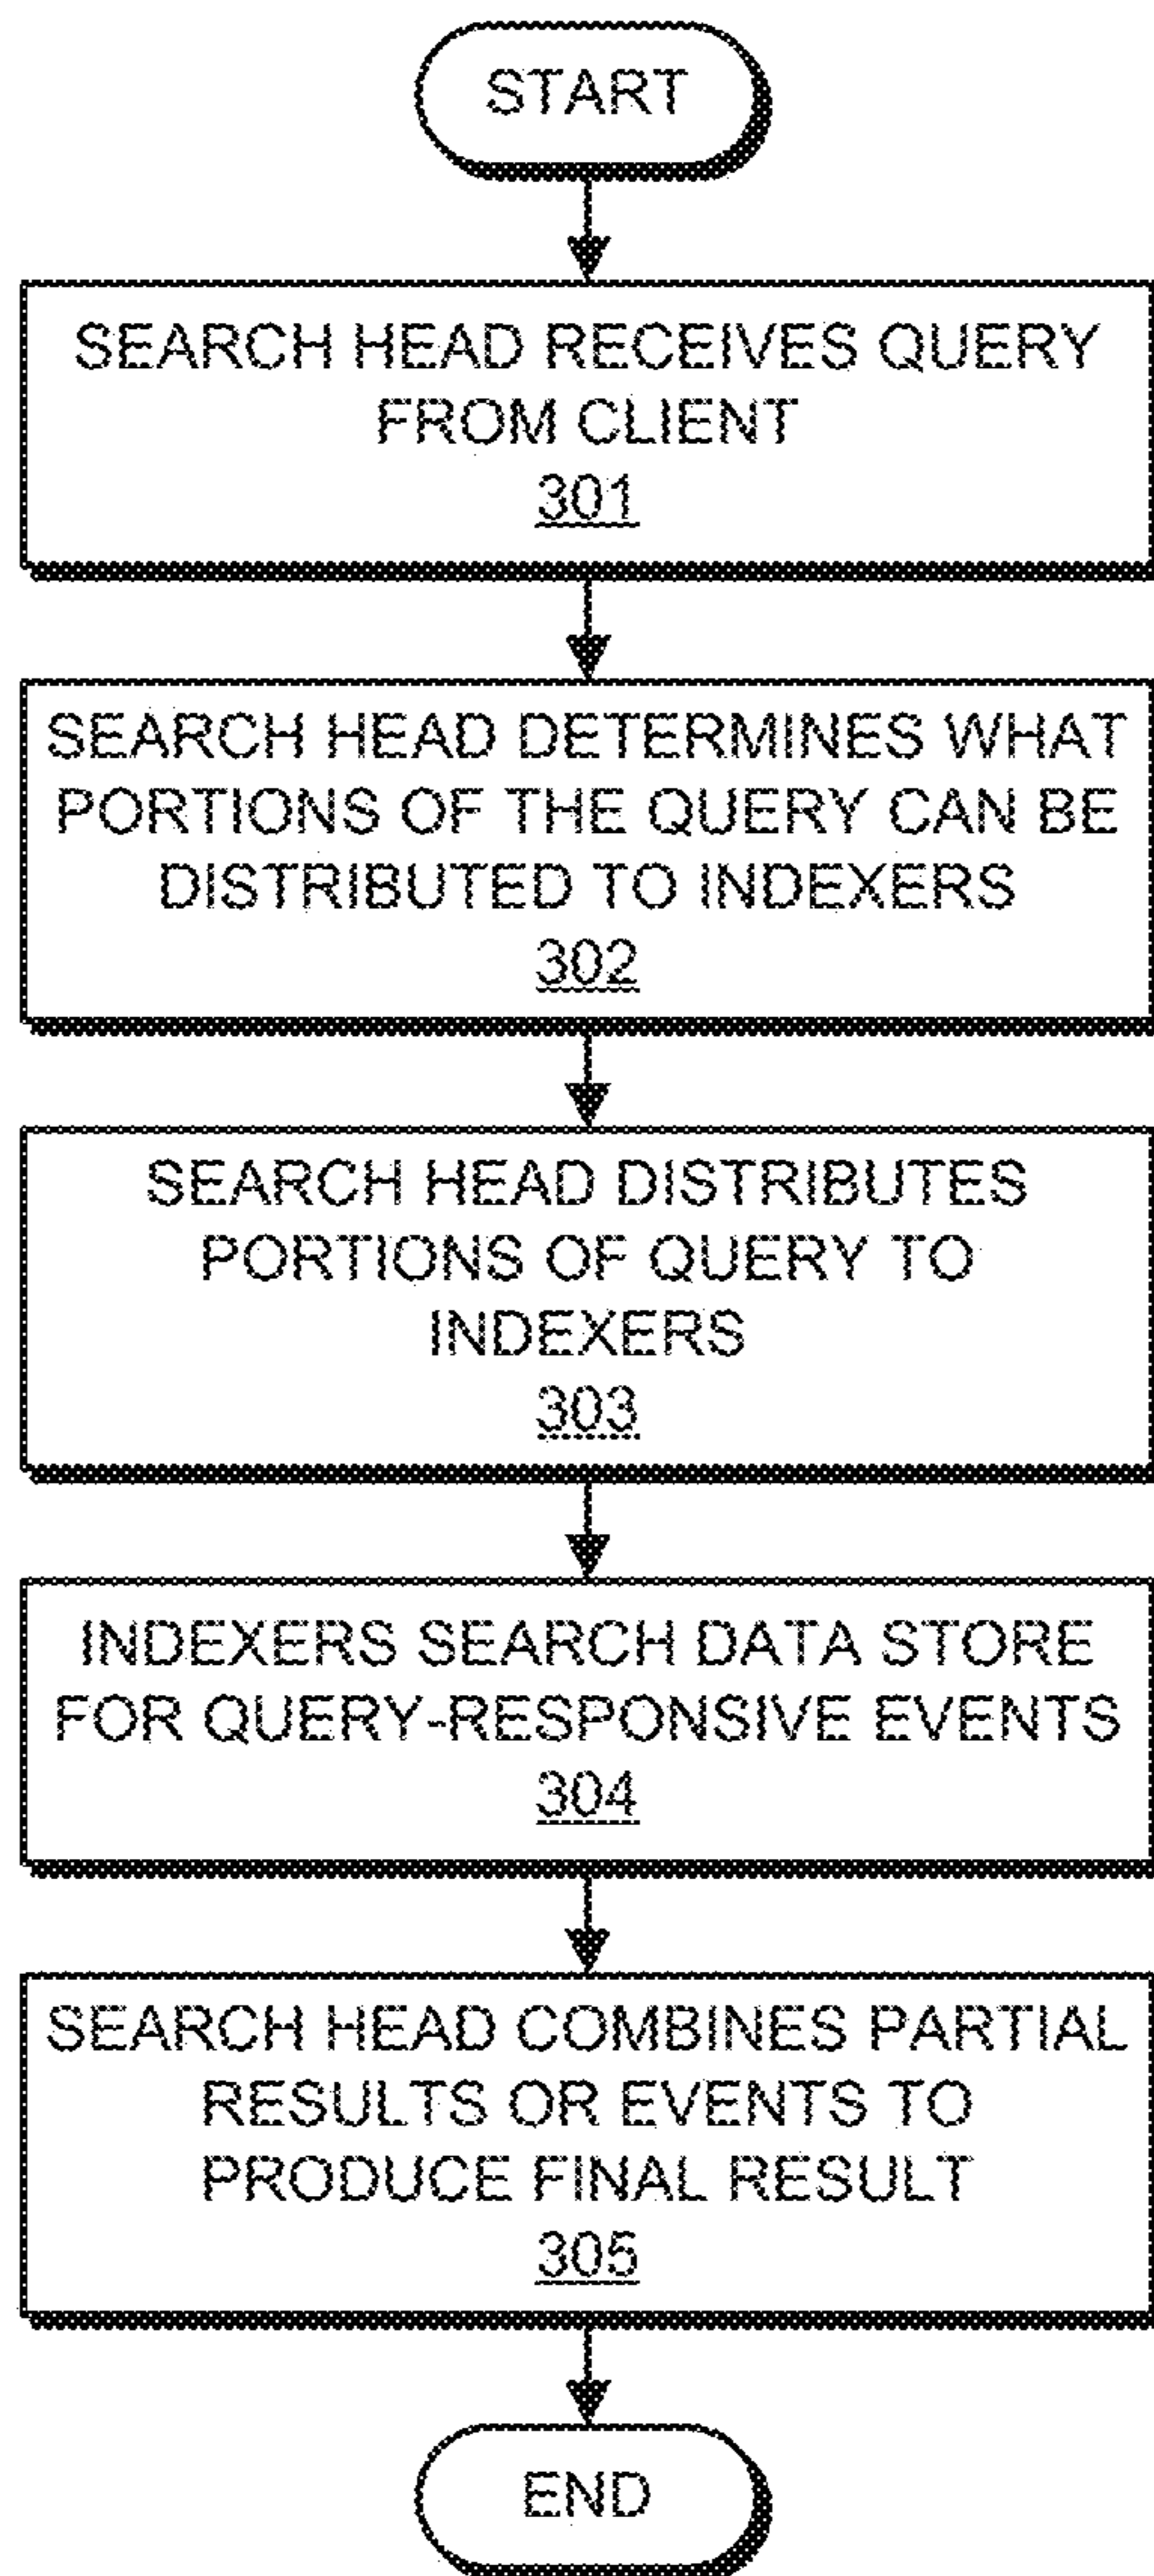 START
SEARCH HEAD RECEIVES QUERY
FROM CLIENT
301
SEARCH HEAD DETERMINES WHAT
PORTIONS OF THE QUERY CAN BE
DISTRIBUTED TO INDEXERS
302
SEARCH HEAD DISTRIBUTES
PORTIONS OF QUERY TO
INDEXERS
303
INDEXERS SEARCH DATA STORE
FOR QUERY-RESPONSIVE EVENTS
304
SEARCH HEAD COMBINES PARTIAL
RESULTS OR EVENTS TO
PRODUCE FINAL RESULT
305
END